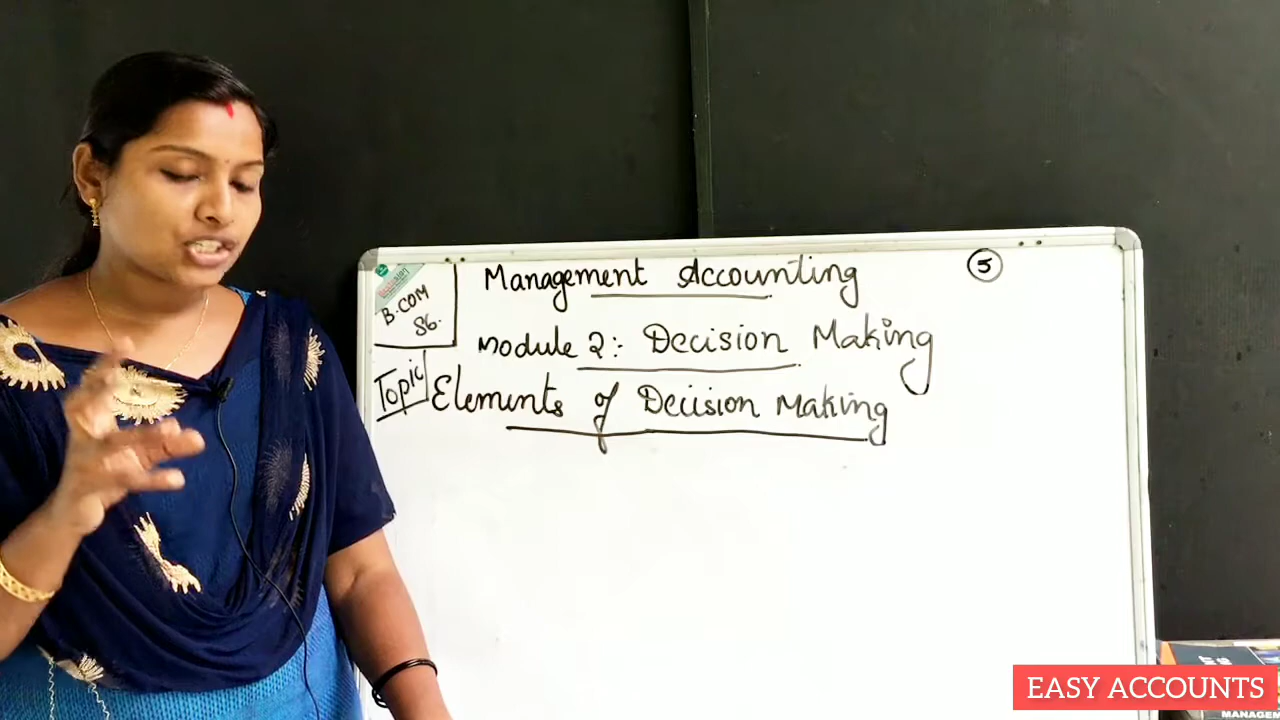 B.COM
S6.
Management Accounting
5
Module 2:- Decision Making
Topic
Elements of Decision Making
EASY ACCOUNTS